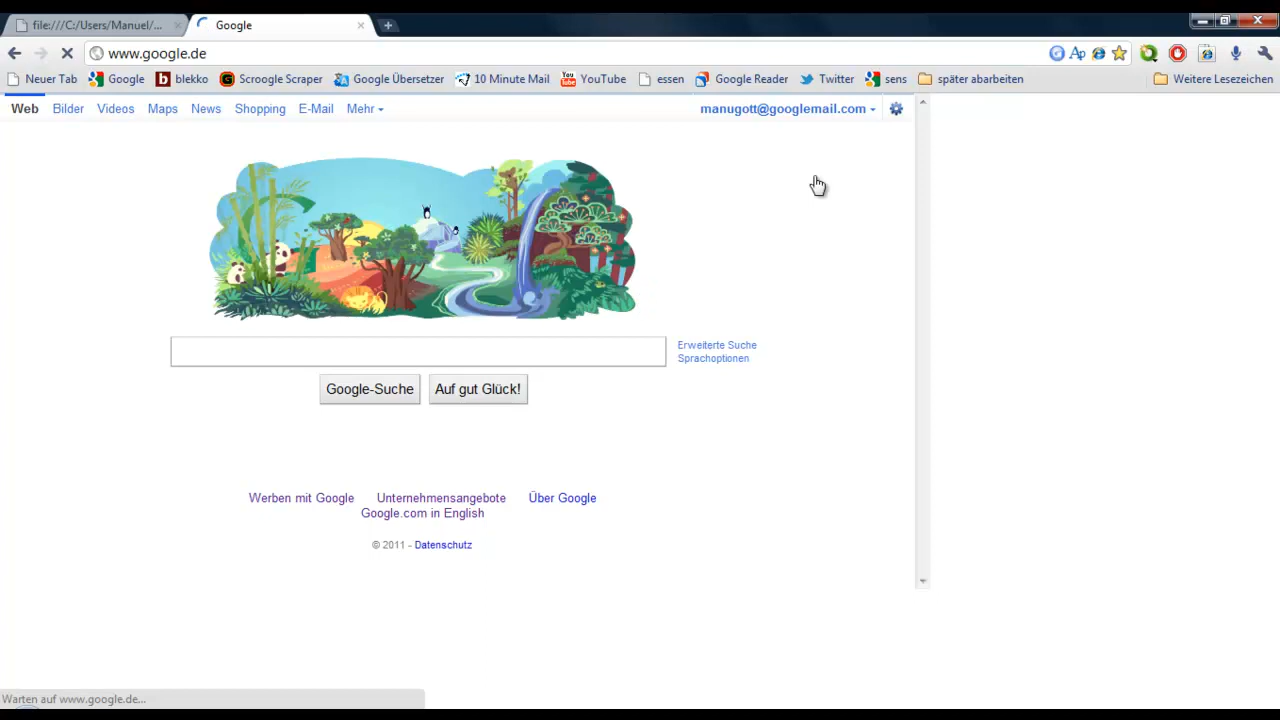 file:///C:/Users/Manuel/...
Google
www.google.de
Neuer Tab Google blekko Scroogle Scraper Google Übersetzer 10 Minute Mail YouTube essen Google Reader Twitter sens später abarbeiten Weitere Lesezeichen
Web Bilder Videos Maps News Shopping E-Mail Mehr manugott@googlemail.com
Erweiterte Suche
Sprachoptionen
Google-Suche Auf gut Glück!
Werben mit Google Unternehmensangebote Über Google
Google.com in English
© 2011 - Datenschutz
Warten auf www.google.de...